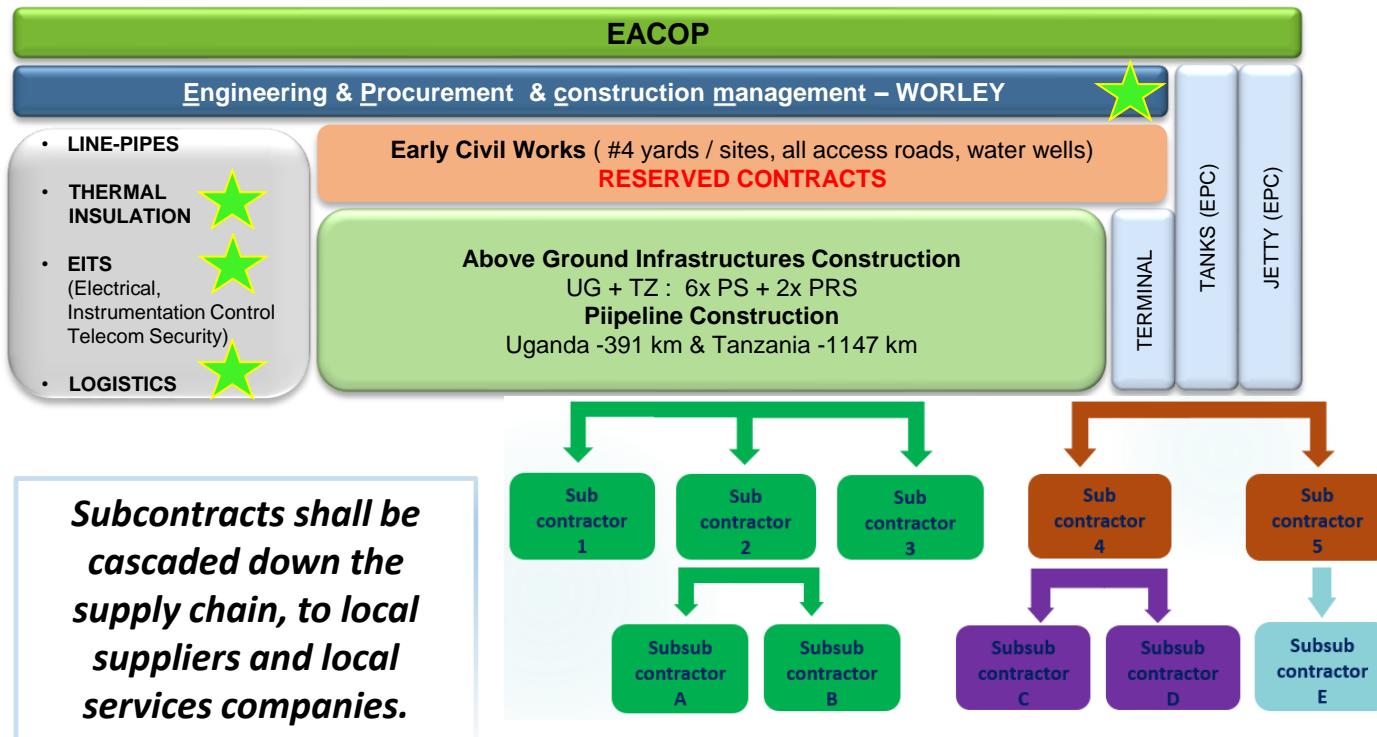 EACOP
Engineering & Procurement & construction management – WORLEY
• LINE-PIPES
• THERMAL
INSULATION
• EITS
(Electrical,
Instrumentation Control
Telecom Security)
• LOGISTICS
Early Civil Works ( #4 yards / sites, all access roads, water wells)
RESERVED CONTRACTS
Above Ground Infrastructures Construction
UG + TZ : 6x PS + 2x PRS
Piipeline Construction
Uganda -391 km & Tanzania -1147 km
TERMINAL
TANKS (EPC)
JETTY (EPC)
Subcontracts shall be
cascaded down the
supply chain, to local
suppliers and local
services companies.
Sub
contractor
1
Sub
contractor
2
Sub
contractor
3
Sub
contractor
4
Sub
contractor
5
Subsub
contractor
A
Subsub
contractor
B
Subsub
contractor
C
Subsub
contractor
D
Subsub
contractor
E